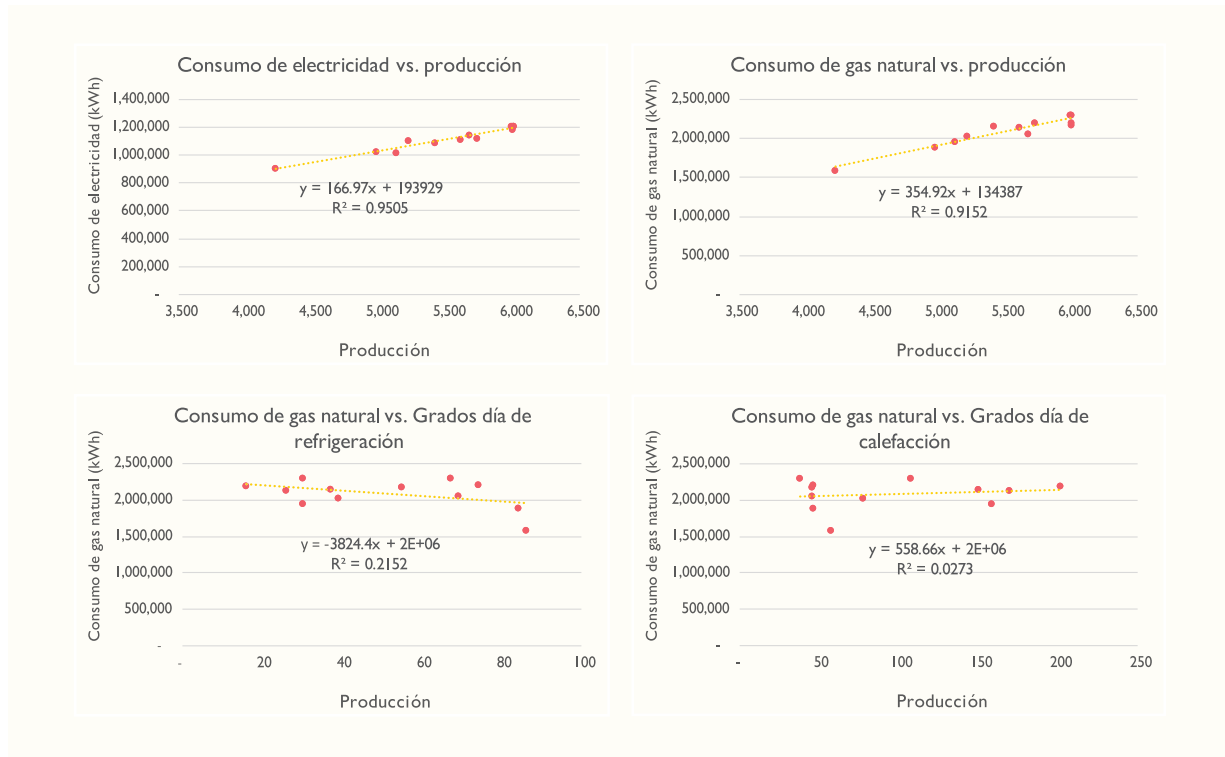 Consumo de electricidad vs. producción
Consumo de electricidad (kWh)
1,400,000
1,200,000
1,000,000
800,000
600,000
400,000
200,000
-
y = 166.97x + 193929
R² = 0.9505
3,500 4,000 4,500 5,000 5,500 6,000 6,500
Producción
Consumo de gas natural vs. producción
Consumo de gas natural (kWh)
2,500,000
2,000,000
1,500,000
1,000,000
500,000
-
y = 354.92x + 134387
R² = 0.9152
3,500 4,000 4,500 5,000 5,500 6,000 6,500
Producción
Consumo de gas natural vs. Grados día de
refrigeración
Consumo de gas natural (kWh)
2,500,000
2,000,000
1,500,000
1,000,000
500,000
-
y = -3824.4x + 2E+06
R² = 0.2152
- 20 40 60 80 100
Producción
Consumo de gas natural vs. Grados día de
calefacción
Consumo de gas natural (kWh)
2,500,000
2,000,000
1,500,000
1,000,000
500,000
-
y = 558.66x + 2E+06
R² = 0.0273
- 50 100 150 200 250
Producción